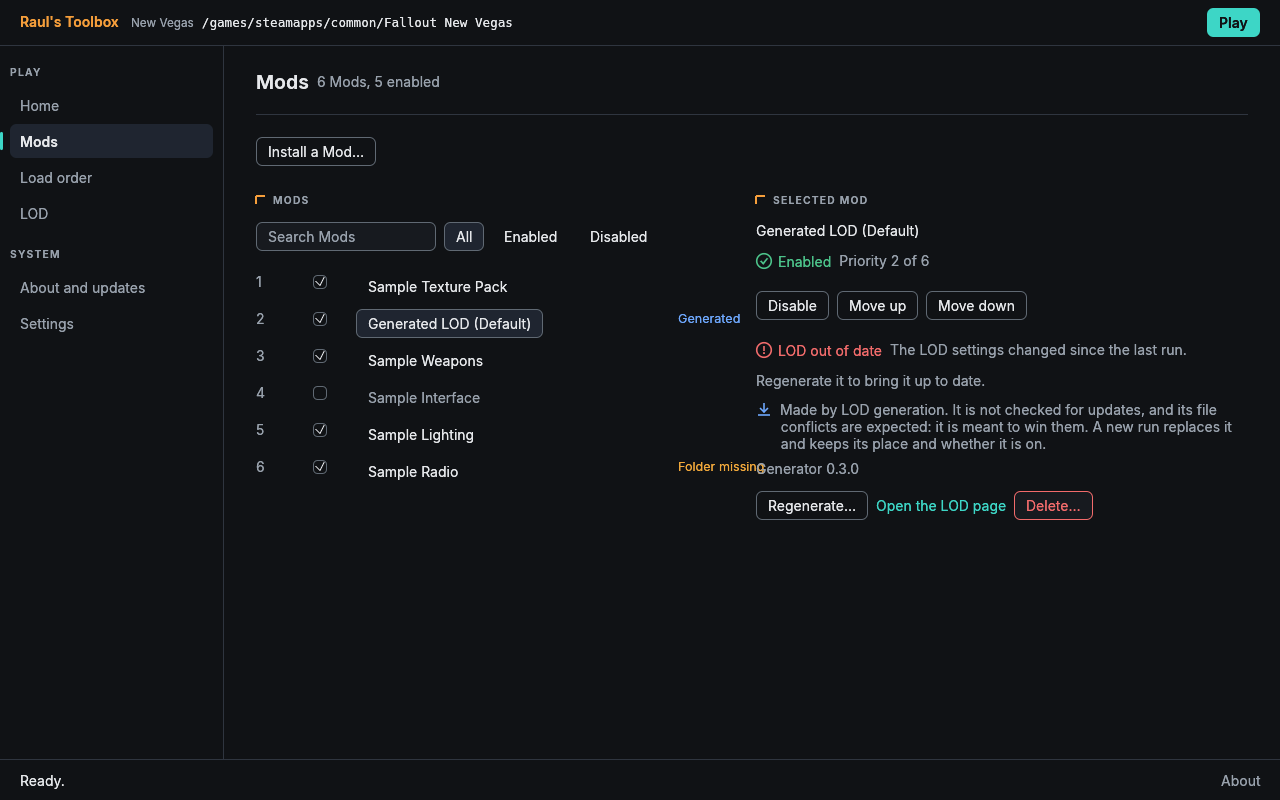 Raul's Toolbox New Vegas /games/steamapps/common/Fallout New Vegas Play
PLAY
Home
Mods
Load order
LOD
SYSTEM
About and updates
Settings
Mods 6 Mods, 5 enabled
Install a Mod...
MODS
Search Mods All Enabled Disabled
1 Sample Texture Pack
2 Generated LOD (Default) Generated
3 Sample Weapons
4 Sample Interface
5 Sample Lighting
6 Sample Radio Folder missing
SELECTED MOD
Generated LOD (Default)
Enabled Priority 2 of 6
Disable Move up Move down
LOD out of date The LOD settings changed since the last run.
Regenerate it to bring it up to date.
Made by LOD generation. It is not checked for updates, and its file
conflicts are expected: it is meant to win them. A new run replaces it
and keeps its place and whether it is on.
Generator 0.3.0
Regenerate... Open the LOD page Delete...
Ready. About